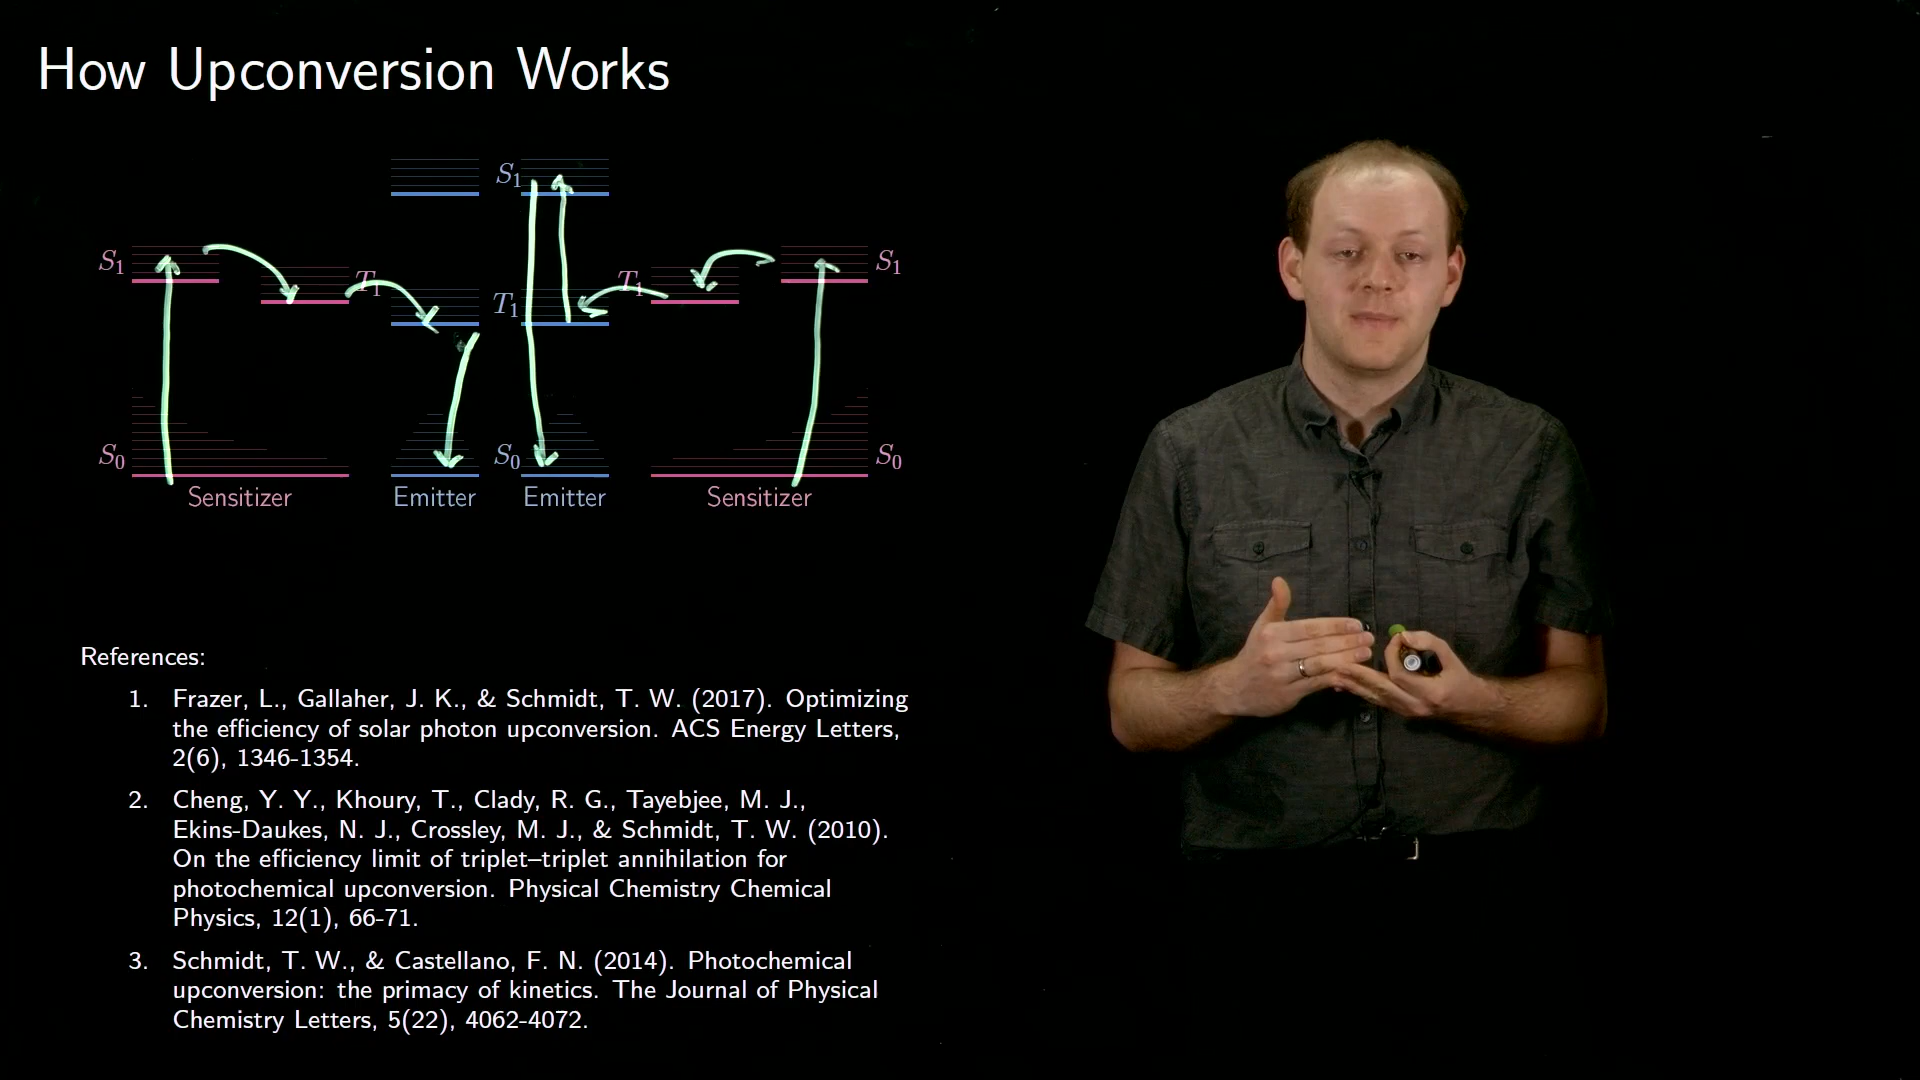 How Upconversion Works
S1
S1 T1 T1 S1
T1
S0 S0 S0
Sensitizer Emitter Emitter Sensitizer
References:
1. Frazer, L., Gallaher, J. K., & Schmidt, T. W. (2017). Optimizing
the efficiency of solar photon upconversion. ACS Energy Letters,
2(6), 1346-1354.
2. Cheng, Y. Y., Khoury, T., Clady, R. G., Tayebjee, M. J.,
Ekins-Daukes, N. J., Crossley, M. J., & Schmidt, T. W. (2010).
On the efficiency limit of triplet–triplet annihilation for
photochemical upconversion. Physical Chemistry Chemical
Physics, 12(1), 66-71.
3. Schmidt, T. W., & Castellano, F. N. (2014). Photochemical
upconversion: the primacy of kinetics. The Journal of Physical
Chemistry Letters, 5(22), 4062-4072.